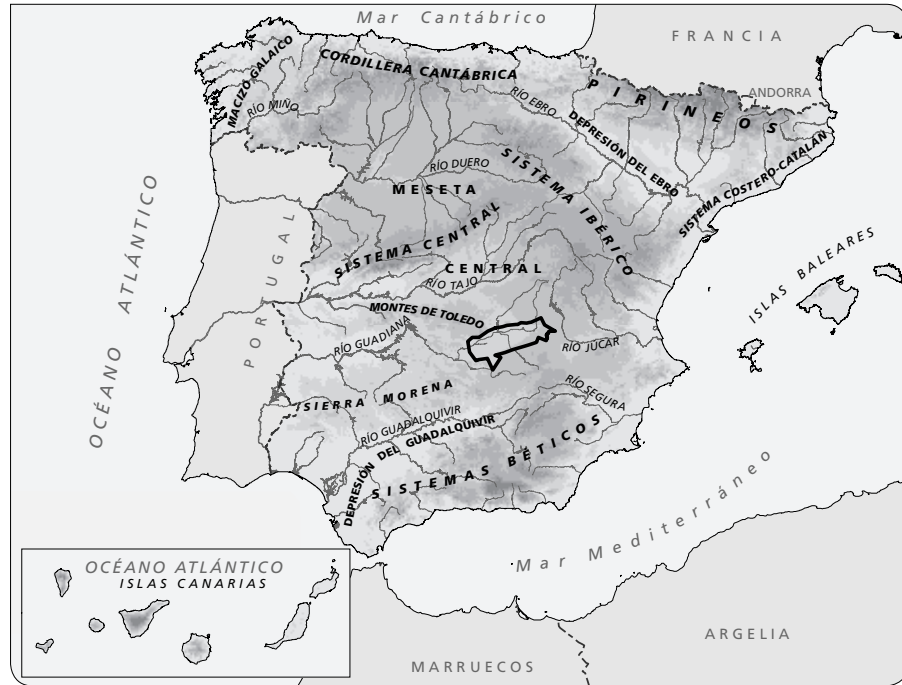 Mar Cantábrico
FRANCIA
MACIZO GALAICO
CORDILLERA CANTÁBRICA
PIRINEOS
ANDORRA
RÍO MIÑO
RÍO EBRO
DEPRESIÓN DEL EBRO
SISTEMA COSTERO-CATALÁN
RÍO DUERO
SISTEMA IBÉRICO
MESETA
OCÉANO ATLÁNTICO
PORTUGAL
SISTEMA CENTRAL
CENTRAL
RÍO TAJO
ISLAS BALEARES
MONTES DE TOLEDO
RÍO GUADIANA
RÍO JÚCAR
SIERRA MORENA
RÍO SEGURA
RÍO GUADALQUIVIR
DEPRESIÓN DEL GUADALQUIVIR
SISTEMAS BÉTICOS
Mar Mediterráneo
OCÉANO ATLÁNTICO
ISLAS CANARIAS
MARRUECOS
ARGELIA